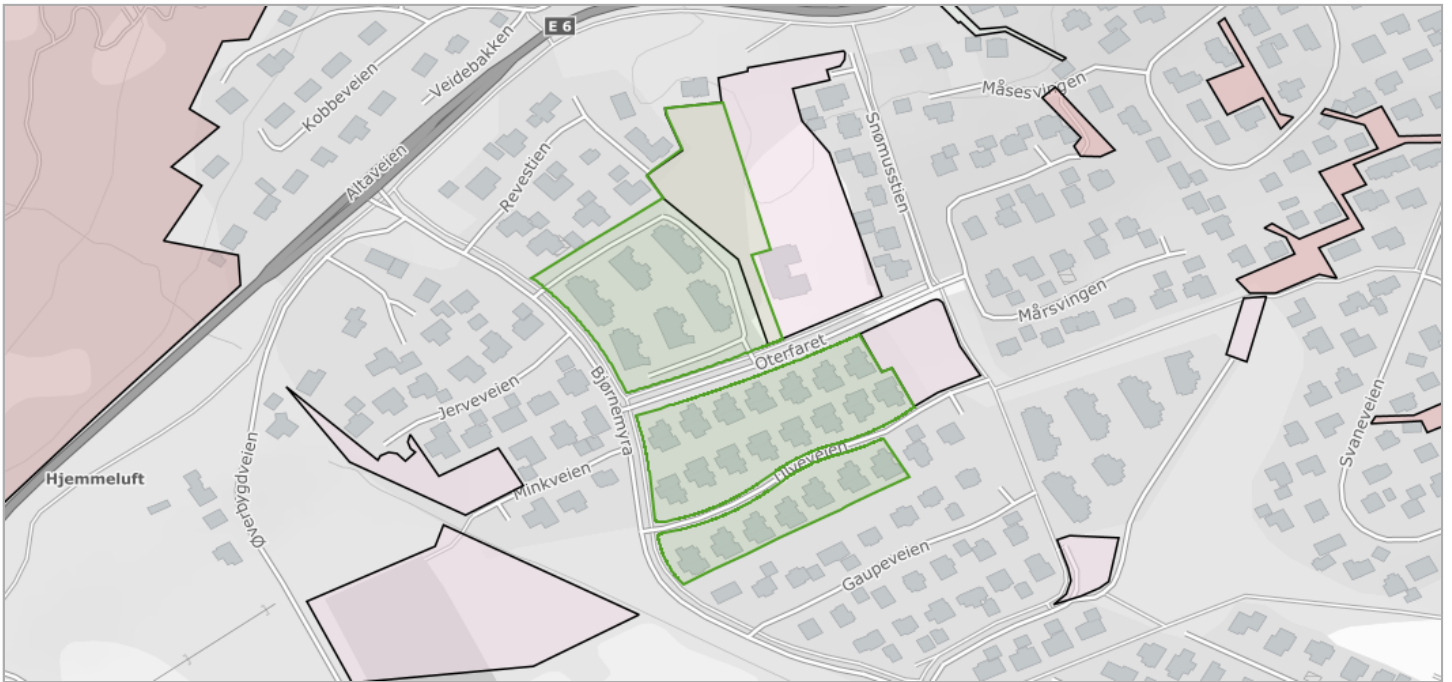 E 6
Veidebakken
Kobbeveien
Måsesvingen
Altaveien
Revestien
Snømusstien
Mårsvingen
Oterfaret
Bjørnemyra
Jerveveien
Svaneveien
Hjemmeluft
Øverbygdveien
Minkveien
Ulveveien
Gaupeveien